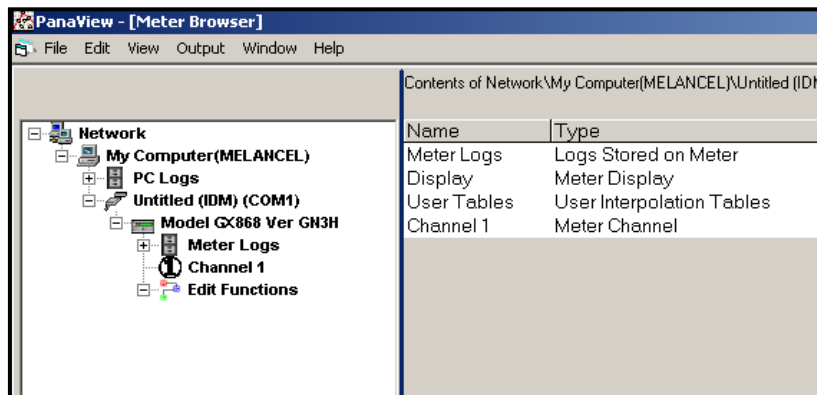 PanaView - [Meter Browser]
File Edit View Output Window Help
Contents of Network\My Computer(MELANCEL)\Untitled (IDM
Network
My Computer(MELANCEL)
PC Logs
Untitled (IDM) (COM1)
Model GX868 Ver GN3H
Meter Logs
1 Channel 1
Edit Functions
Name Type
Meter Logs Logs Stored on Meter
Display Meter Display
User Tables User Interpolation Tables
Channel 1 Meter Channel